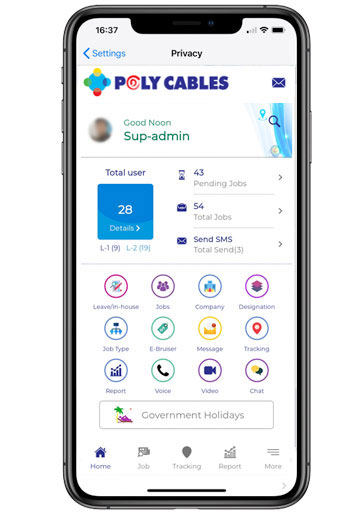 16:37
Settings
Privacy
POLY CABLES
Good Noon
Sup-admin
Total user
28
Details
L-1 (9) L-2 (19)
43
Pending Jobs
54
Total Jobs
Send SMS
Total Send(3)
Leave/In-house Jobs Company Designation
Job Type E-Bruiser Message Tracking
Report Voice Video Chat
Government Holidays
Home Job Tracking Report More